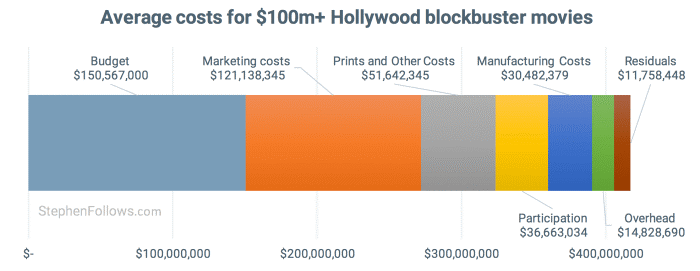 Average costs for $100m+ Hollywood blockbuster movies
Budget
$150,567,000
Marketing costs
$121,138,345
Prints and Other Costs
$51,642,345
Manufacturing Costs
$30,482,379
Residuals
$11,758,448
StephenFollows.com
Participation
$36,663,034
Overhead
$14,828,690
$-
$100,000,000
$200,000,000
$300,000,000
$400,000,000